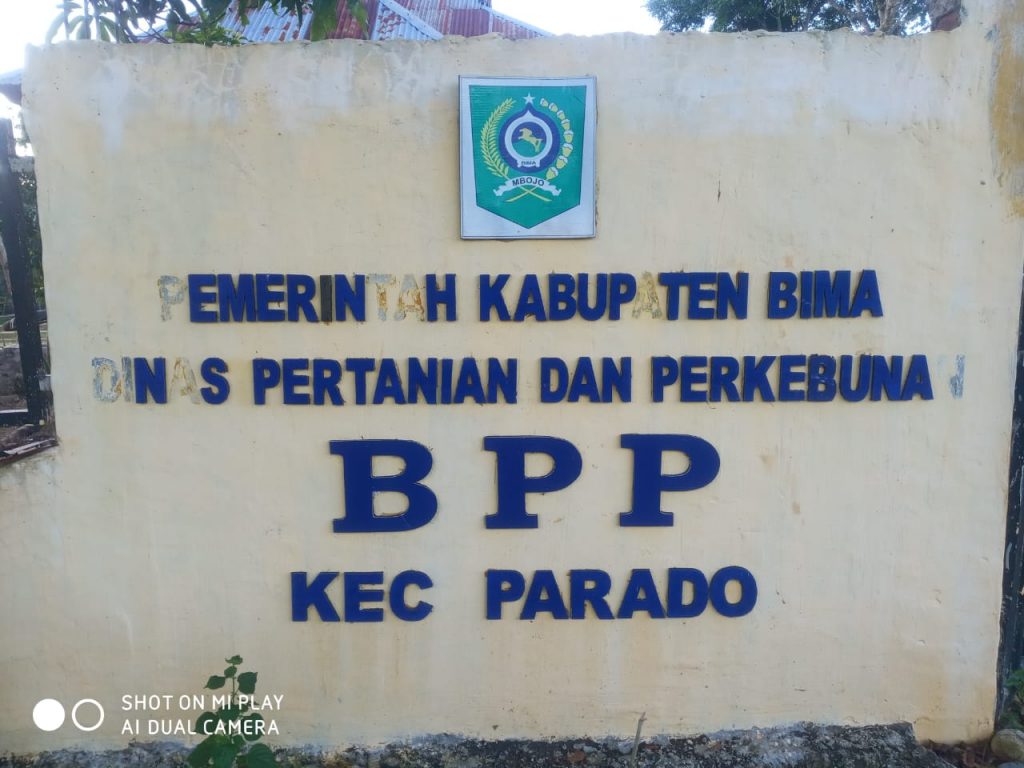 BIMA
MBOJO
PEMERINTAH KABUPATEN BIMA
DINAS PERTANIAN DAN PERKEBUNAN
BPP
KEC PARADO
SHOT ON MI PLAY
AI DUAL CAMERA